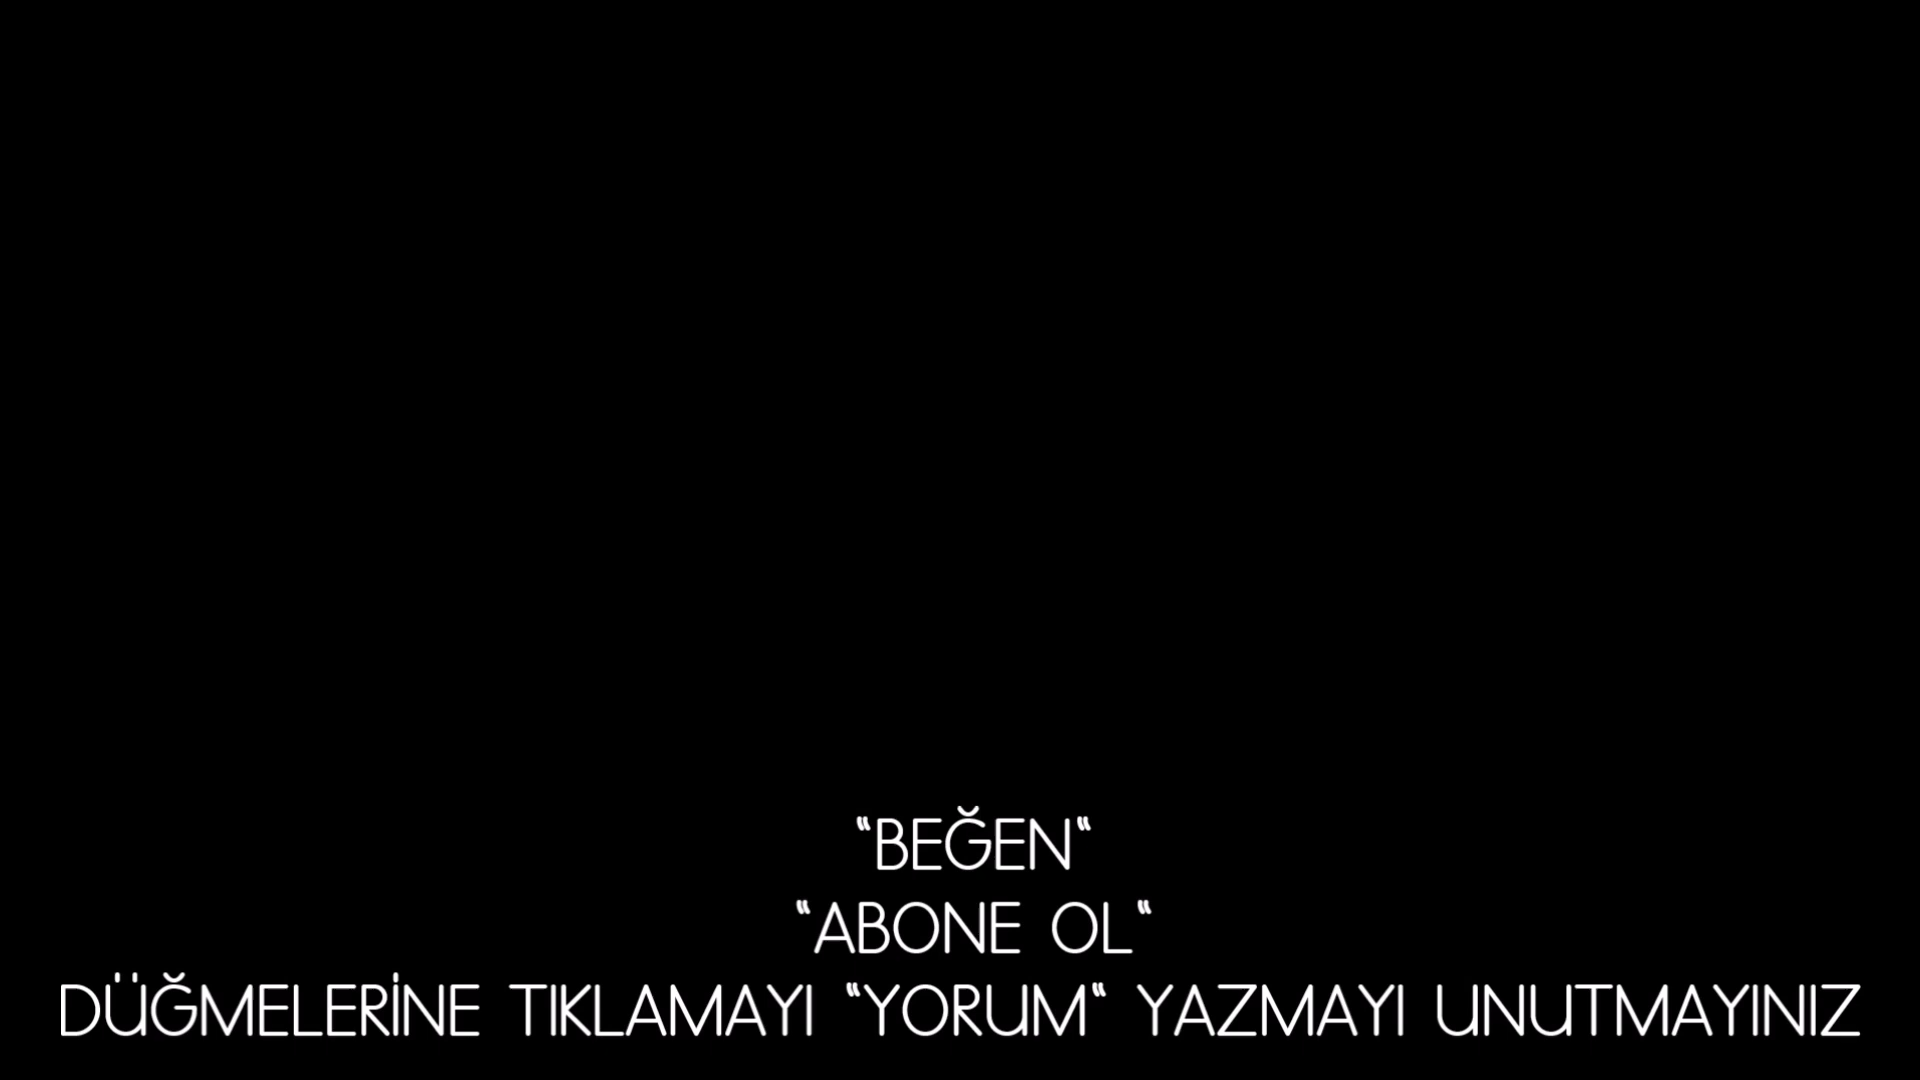 “BEĞEN“
“ABONE OL“
DÜĞMELERİNE TIKLAMAYI “YORUM“ YAZMAYI UNUTMAYINIZ